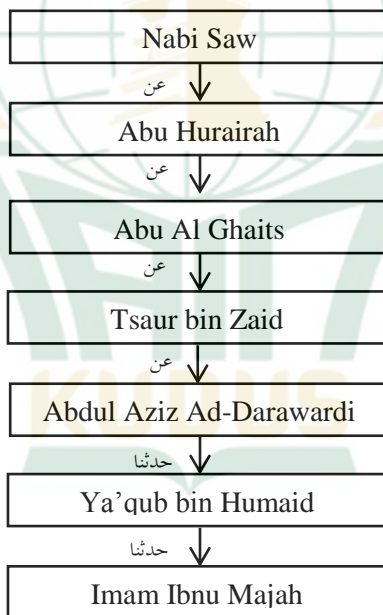 Nabi Saw
عن
Abu Hurairah
عن
Abu Al Ghaits
عن
Tsaur bin Zaid
عن
Abdul Aziz Ad-Darawardi
حدثنا
Ya'qub bin Humaid
حدثنا
Imam Ibnu Majah
KUDUS